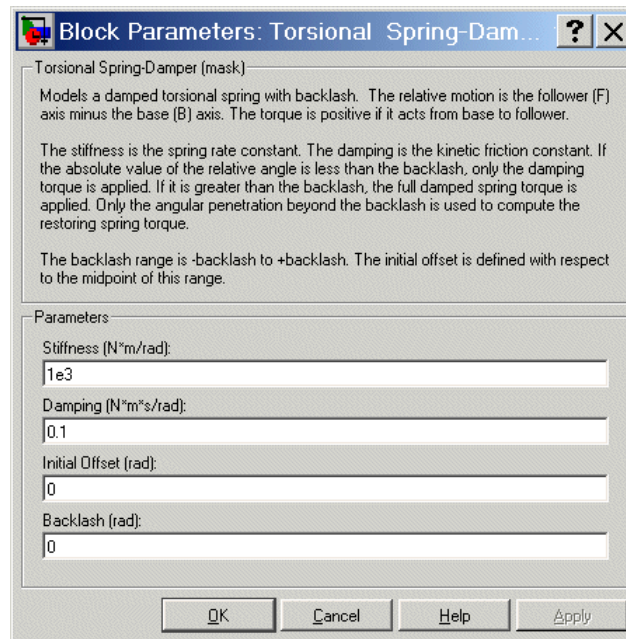 Block Parameters: Torsional Spring-Dam... ? X
Torsional Spring-Damper (mask)
Models a damped torsional spring with backlash. The relative motion is the follower (F)
axis minus the base (B) axis. The torque is positive if it acts from base to follower.
The stiffness is the spring rate constant. The damping is the kinetic friction constant. If
the absolute value of the relative angle is less than the backlash, only the damping
torque is applied. If it is greater than the backlash, the full damped spring torque is
applied. Only the angular penetration beyond the backlash is used to compute the
restoring spring torque.
The backlash range is -backlash to +backlash. The initial offset is defined with respect
to the midpoint of this range.
Parameters
Stiffness (N*m/rad):
1e3
Damping (N*m*s/rad):
0.1
Initial Offset (rad):
0
Backlash (rad):
0
OK Cancel Help Apply